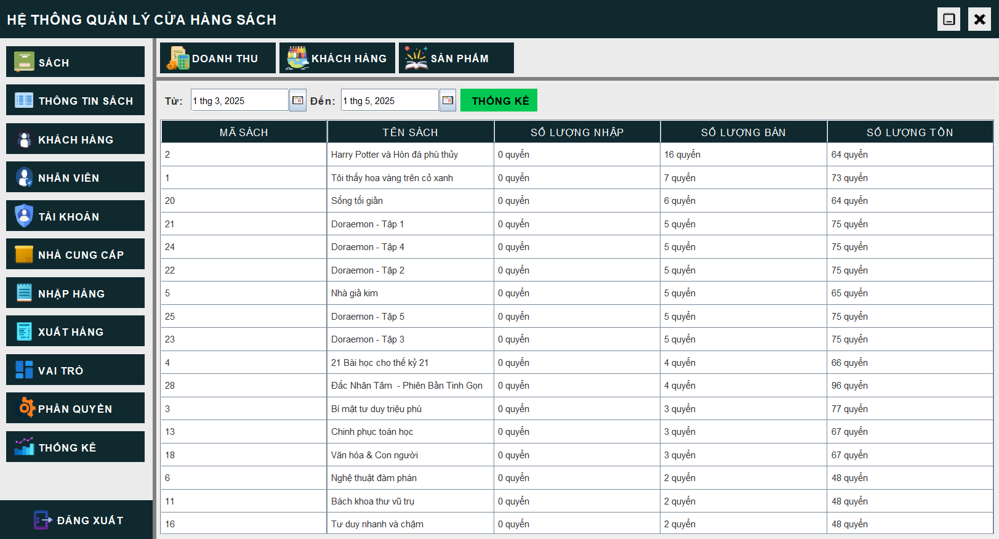 HỆ THỐNG QUẢN LÝ CỬA HÀNG SÁCH
SÁCH
THÔNG TIN SÁCH
KHÁCH HÀNG
NHÂN VIÊN
TÀI KHOẢN
NHÀ CUNG CẤP
NHẬP HÀNG
XUẤT HÀNG
VAI TRÒ
PHÂN QUYỀN
THỐNG KÊ
ĐĂNG XUẤT
DOANH THU KHÁCH HÀNG SẢN PHẨM
Từ: 1 thg 3, 2025 Đến: 1 thg 5, 2025 THỐNG KÊ
MÃ SÁCH TÊN SÁCH SỐ LƯỢNG NHẬP SỐ LƯỢNG BÁN SỐ LƯỢNG TỒN
2 Harry Potter và Hòn đá phù thủy 0 quyển 16 quyển 64 quyển
1 Tôi thấy hoa vàng trên cỏ xanh 0 quyển 7 quyển 73 quyển
20 Sống tối giản 0 quyển 6 quyển 64 quyển
21 Doraemon - Tập 1 0 quyển 5 quyển 75 quyển
24 Doraemon - Tập 4 0 quyển 5 quyển 75 quyển
22 Doraemon - Tập 2 0 quyển 5 quyển 75 quyển
5 Nhà giả kim 0 quyển 5 quyển 65 quyển
25 Doraemon - Tập 5 0 quyển 5 quyển 75 quyển
23 Doraemon - Tập 3 0 quyển 5 quyển 75 quyển
4 21 Bài học cho thế kỷ 21 0 quyển 4 quyển 66 quyển
28 Đắc Nhân Tâm - Phiên Bản Tinh Gọn 0 quyển 4 quyển 96 quyển
3 Bí mật tư duy triệu phú 0 quyển 3 quyển 77 quyển
13 Chinh phục toán học 0 quyển 3 quyển 67 quyển
18 Văn hóa & Con người 0 quyển 3 quyển 67 quyển
6 Nghệ thuật đàm phán 0 quyển 2 quyển 48 quyển
11 Bách khoa thư vũ trụ 0 quyển 2 quyển 48 quyển
16 Tư duy nhanh và chậm 0 quyển 2 quyển 48 quyển